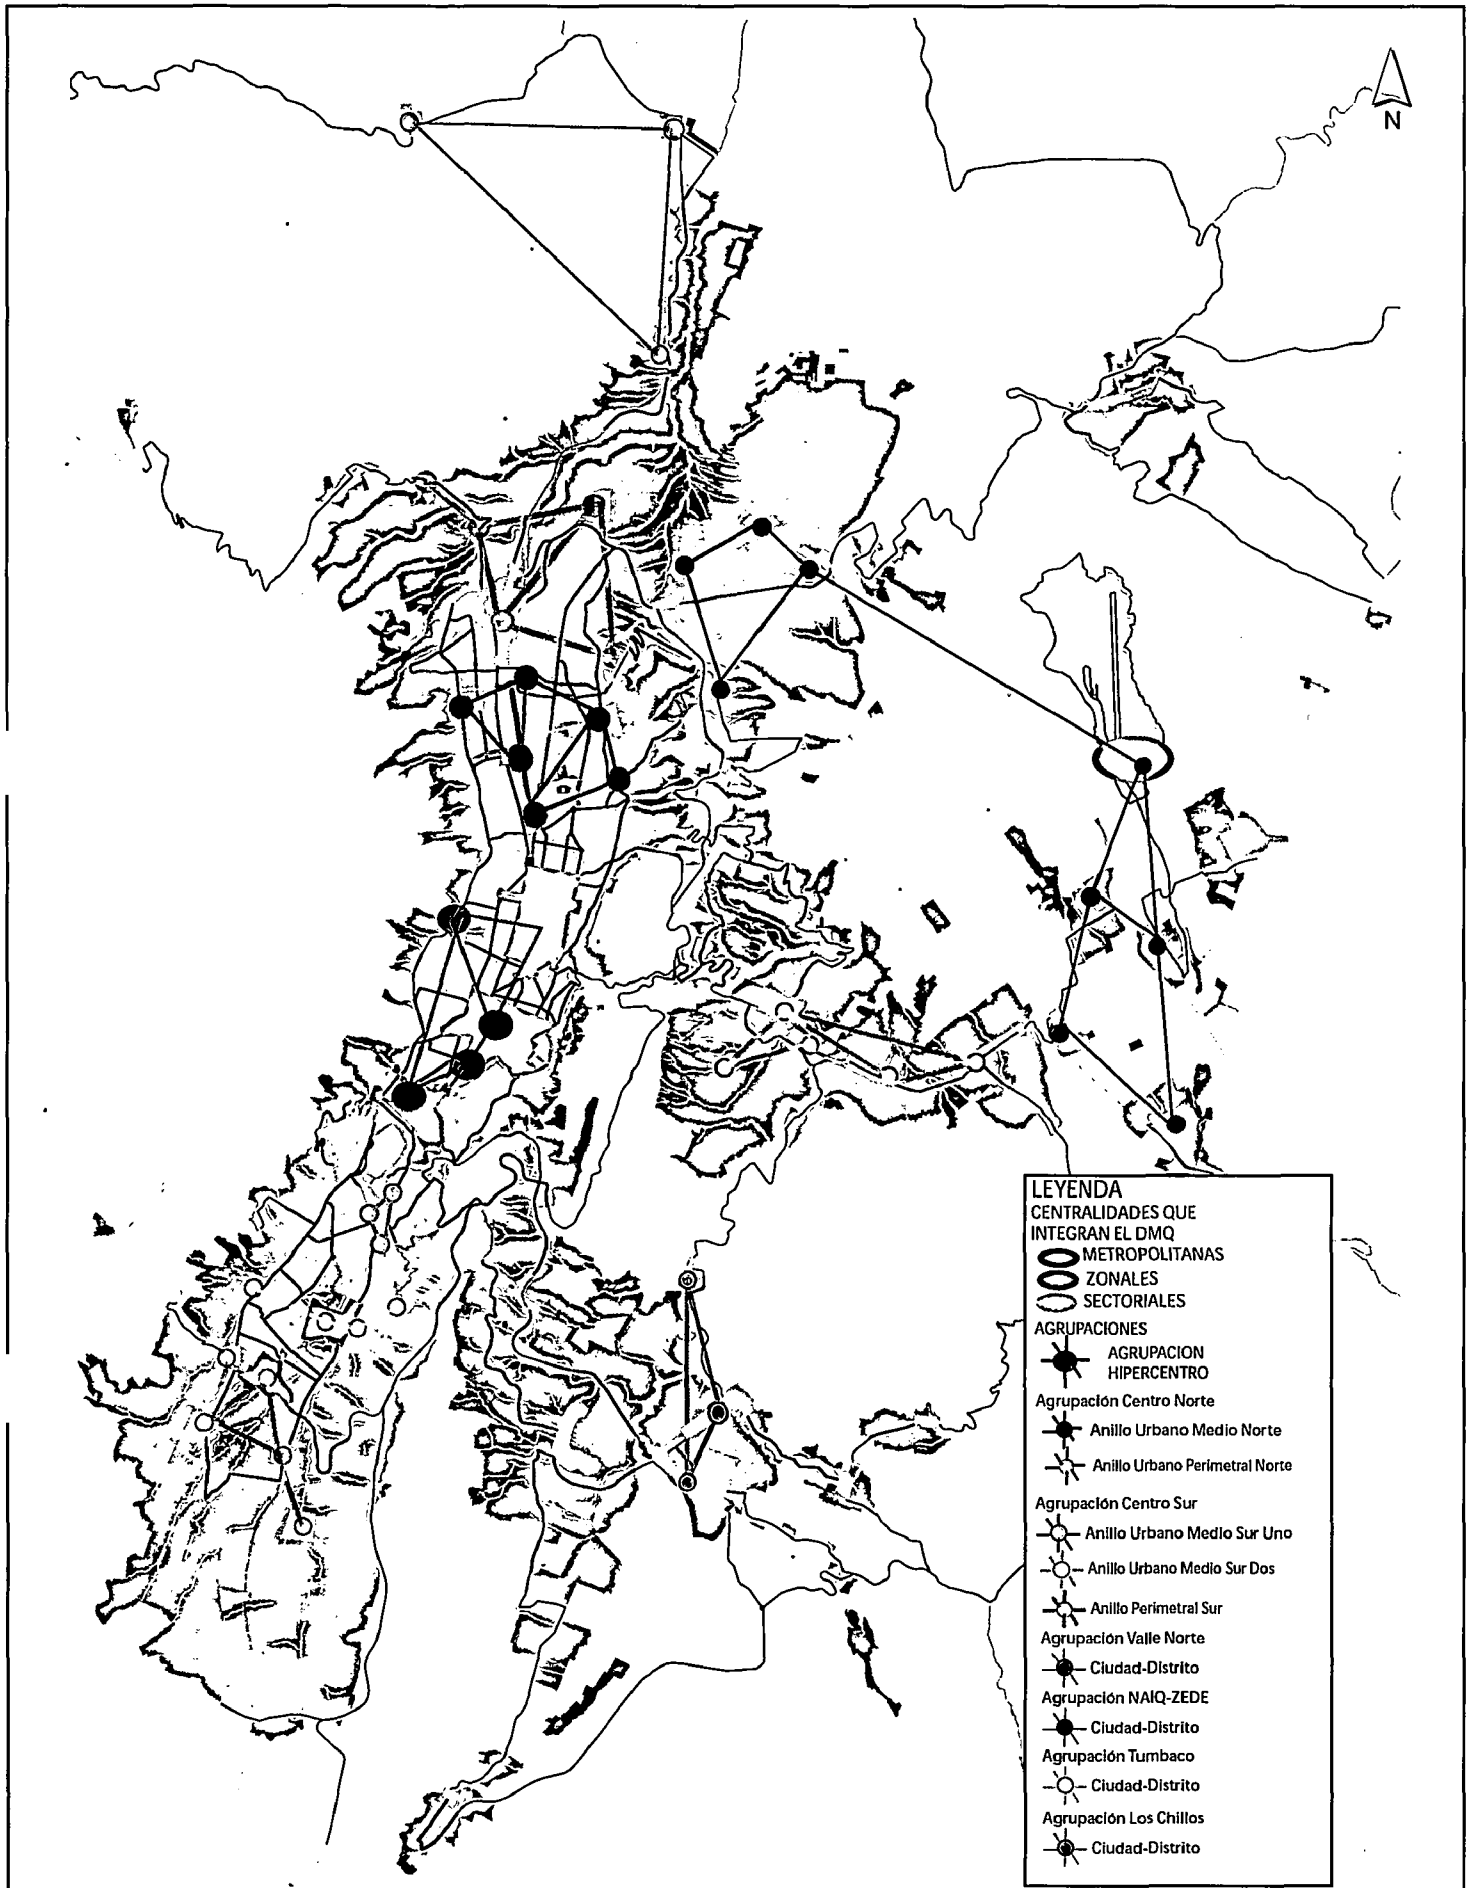 N
LEYENDA
CENTRALIDADES QUE
INTEGRAN EL DMQ
METROPOLITANAS
ZONALES
SECTORIALES
AGRUPACIONES
AGRUPACION
HIPERCENTRO
Agrupación Centro Norte
Anillo Urbano Medio Norte
Anillo Urbano Perimetral Norte
Agrupación Centro Sur
Anillo Urbano Medio Sur Uno
Anillo Urbano Medio Sur Dos
Anillo Perimetral Sur
Agrupación Valle Norte
Ciudad-Distrito
Agrupación NAIQ-ZEDE
Ciudad-Distrito
Agrupación Tumbaco
Ciudad-Distrito
Agrupación Los Chillos
Ciudad-Distrito